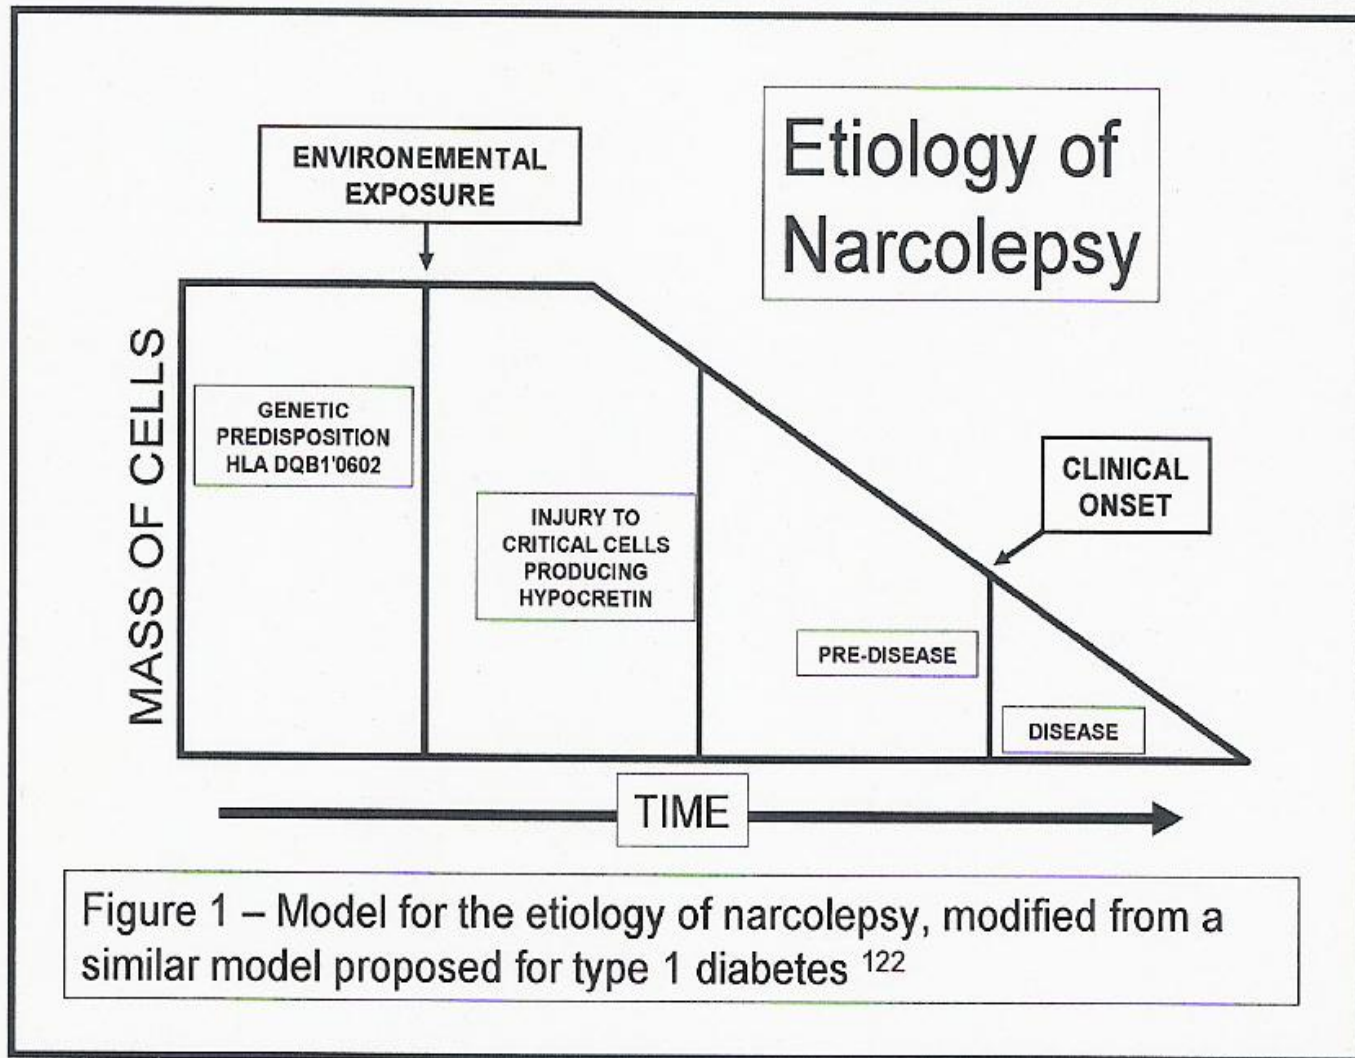 Etiology of
Narcolepsy
ENVIRONEMENTAL
EXPOSURE
MASS OF CELLS
GENETIC
PREDISPOSITION
HLA DQB1'0602
INJURY TO
CRITICAL CELLS
PRODUCING
HYPOCRETIN
CLINICAL
ONSET
PRE-DISEASE
DISEASE
TIME
Figure 1 – Model for the etiology of narcolepsy, modified from a
similar model proposed for type 1 diabetes 122